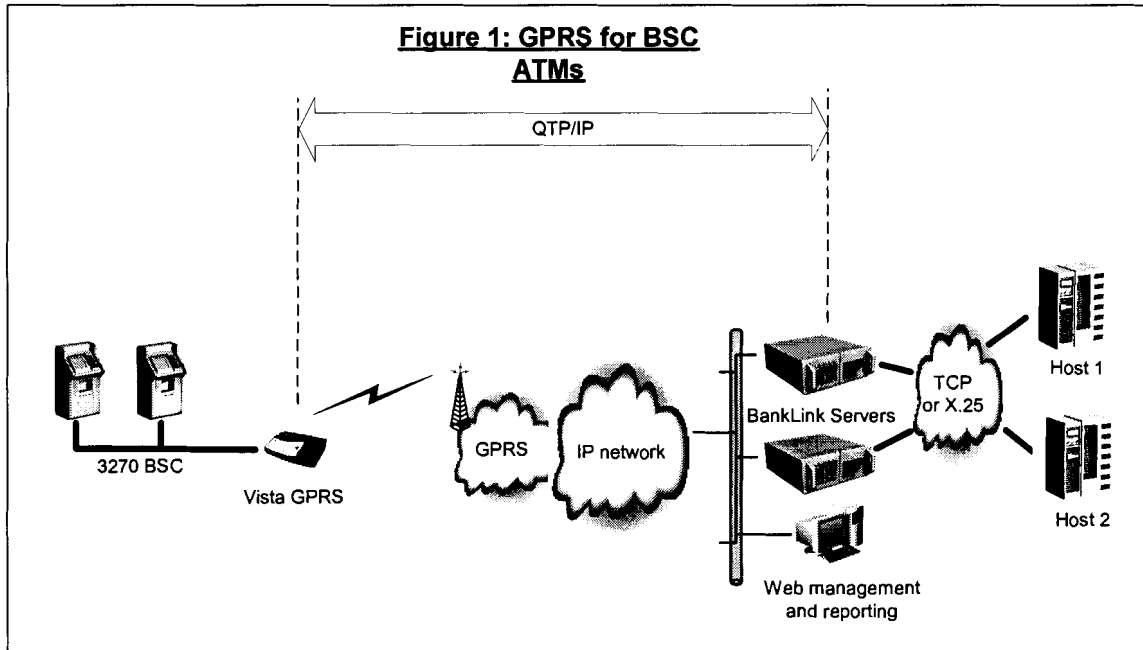 Figure 1: GPRS for BSC
ATMs
QTP/IP
3270 BSC
Vista GPRS
GPRS
IP network
BankLink Servers
TCP
or X.25
Host 1
Host 2
Web management
and reporting